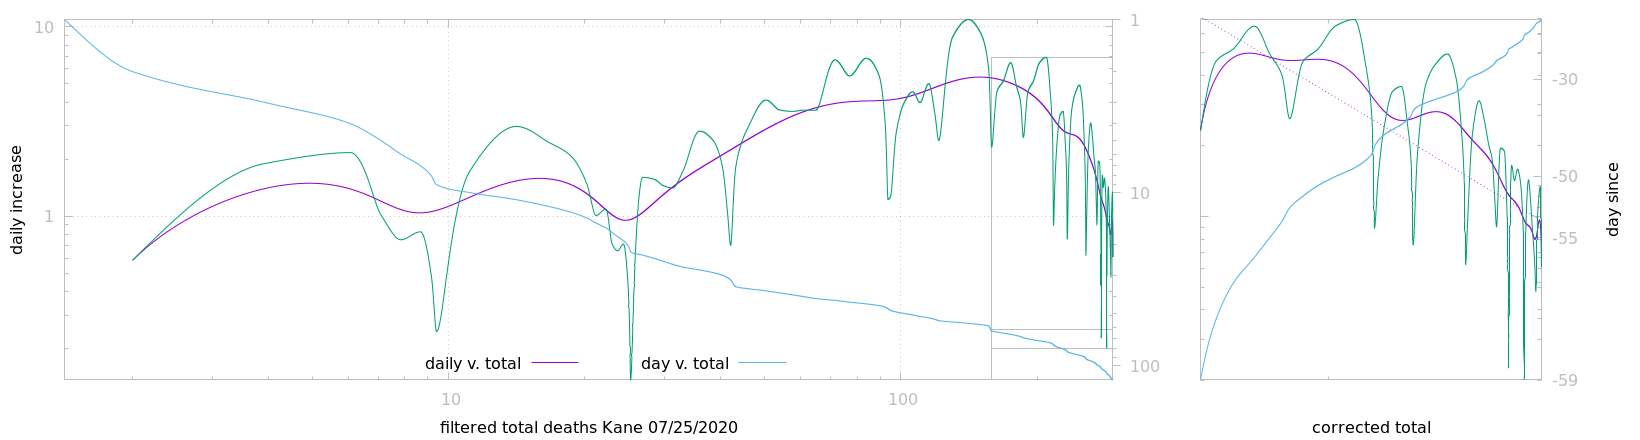 10
1
daily increase
daily v. total
day v. total
10
100
filtered total deaths Kane 07/25/2020
1
10
100
-30
-50
-55
-59
day since
corrected total